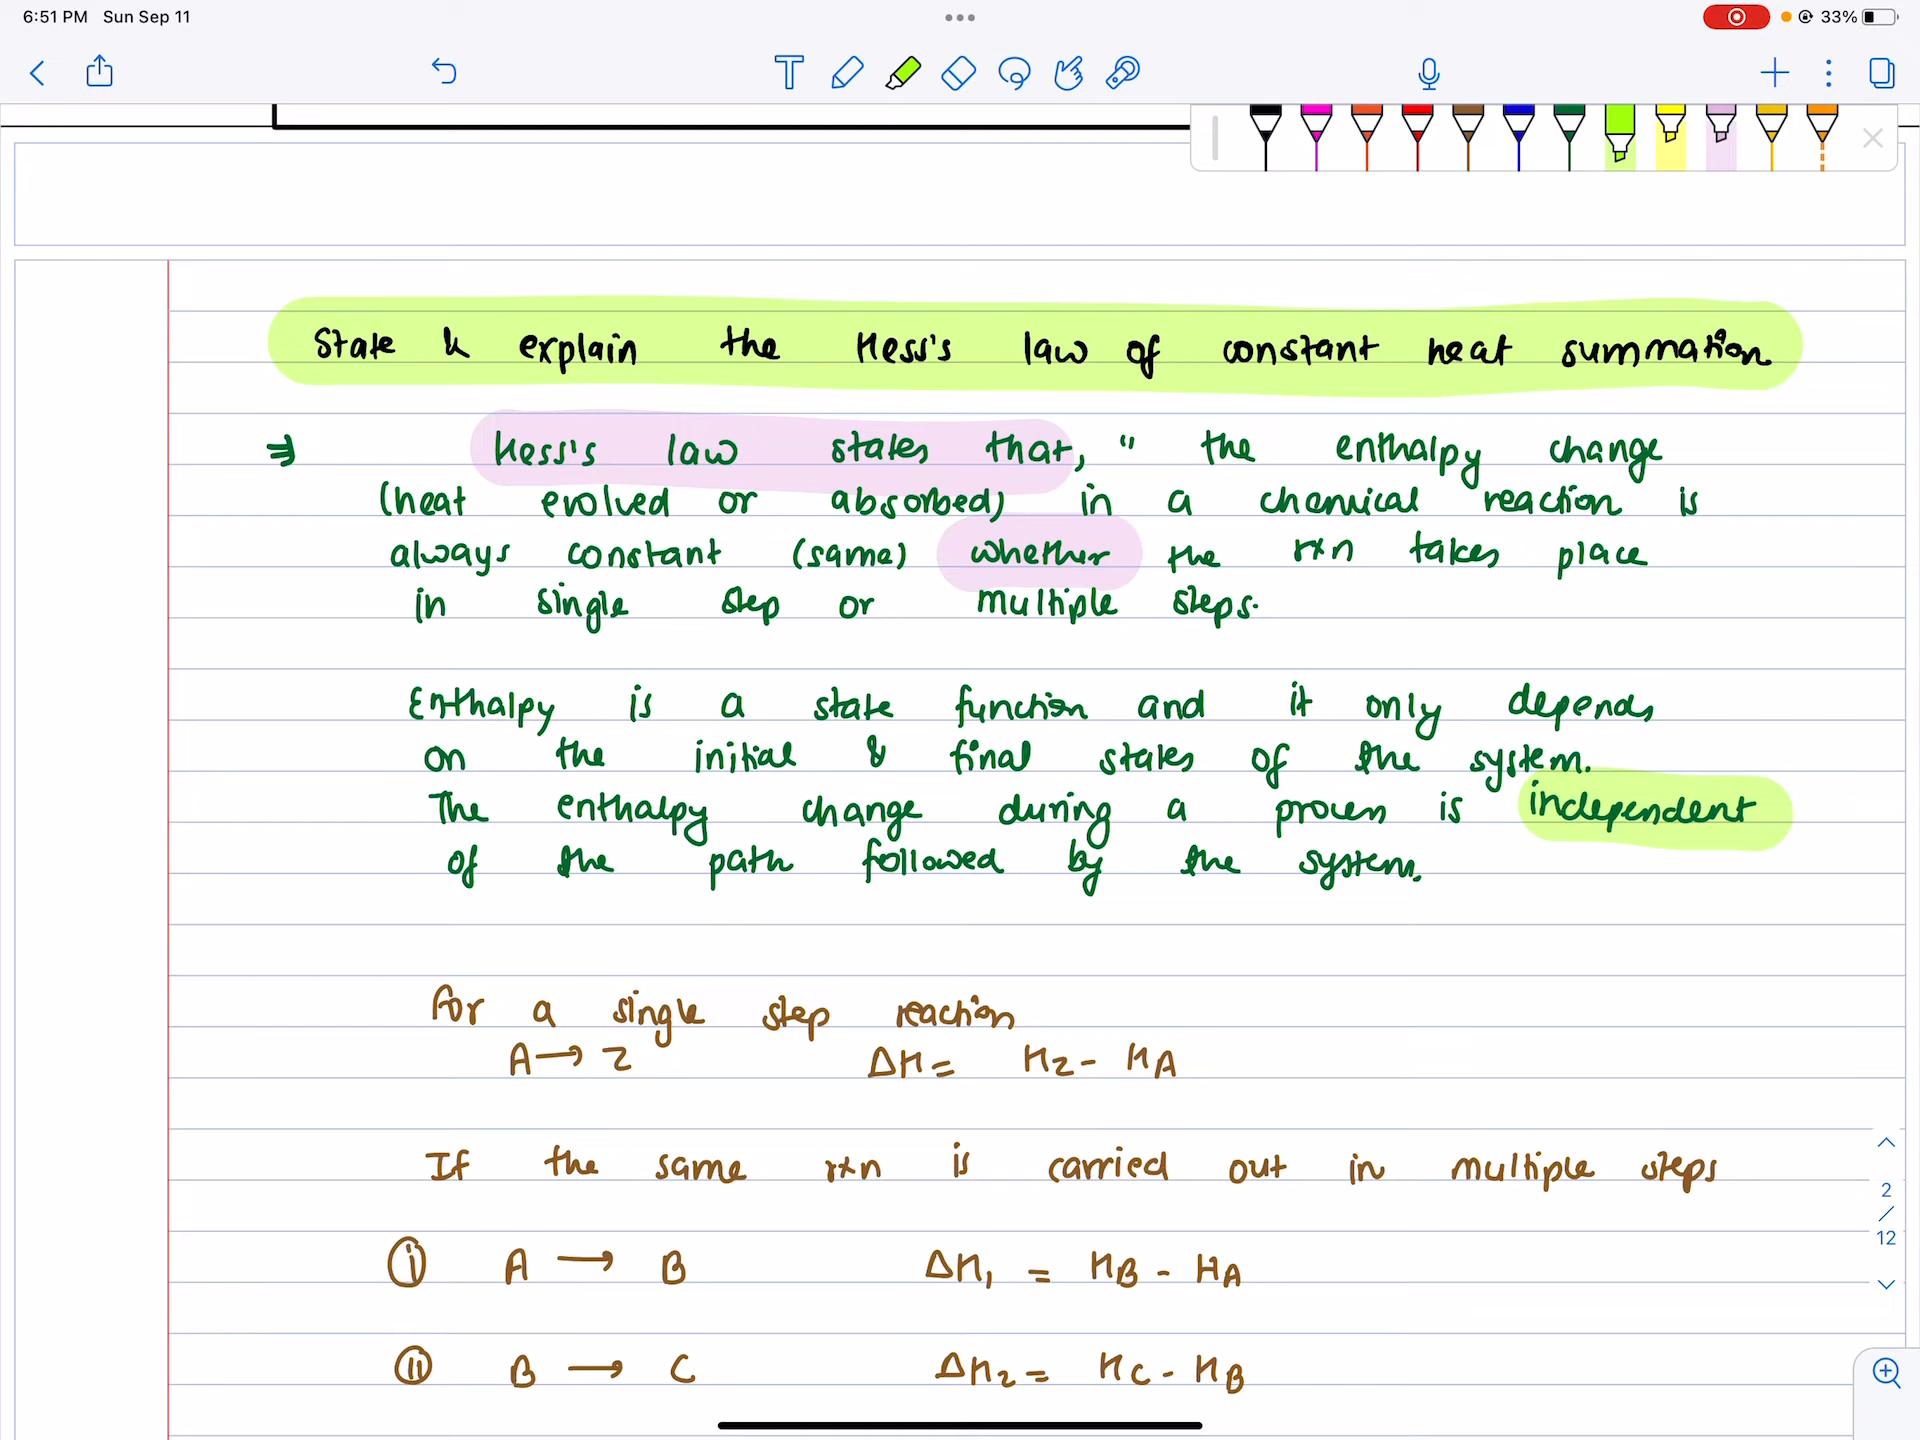 6:51 PM Sun Sep 11
33%
State & explain the Hess's law of constant heat summation
⇒ Hess's law states that, " the enthalpy change
(heat evolved or absorbed) in a chemical reaction is
always constant (same) whether the rxn takes place
in single step or multiple steps.
Enthalpy is a state function and it only depends
on the initial & final states of the system.
The enthalpy change during a process is independent
of the path followed by the system.
For a single step reaction
A → Z ΔH = HZ - HA
If the same rxn is carried out in multiple steps
(i) A → B ΔH1 = HB - HA
(ii) B → C ΔH2 = HC - HB
2
/
12